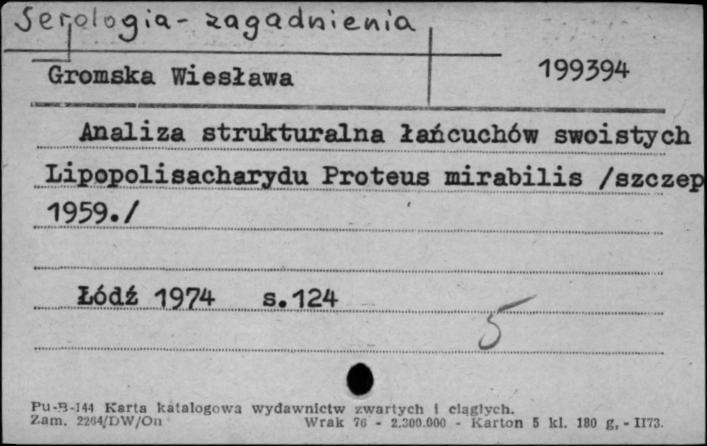 Serologia - zagadnienia
Gromska Wiesława
199394
Analiza strukturalna łańcuchów swoistych
Lipopolisacharydu Proteus mirabilis /szczep
1959./
Łódź 1974 s.124
5
Pu-B-144 Karta katalogowa wydawnictw zwartych i ciągłych.
Zam. 2264/DW/On Wrak 76 - 2.300.000 - Karton 5 kl. 180 g, - II73.